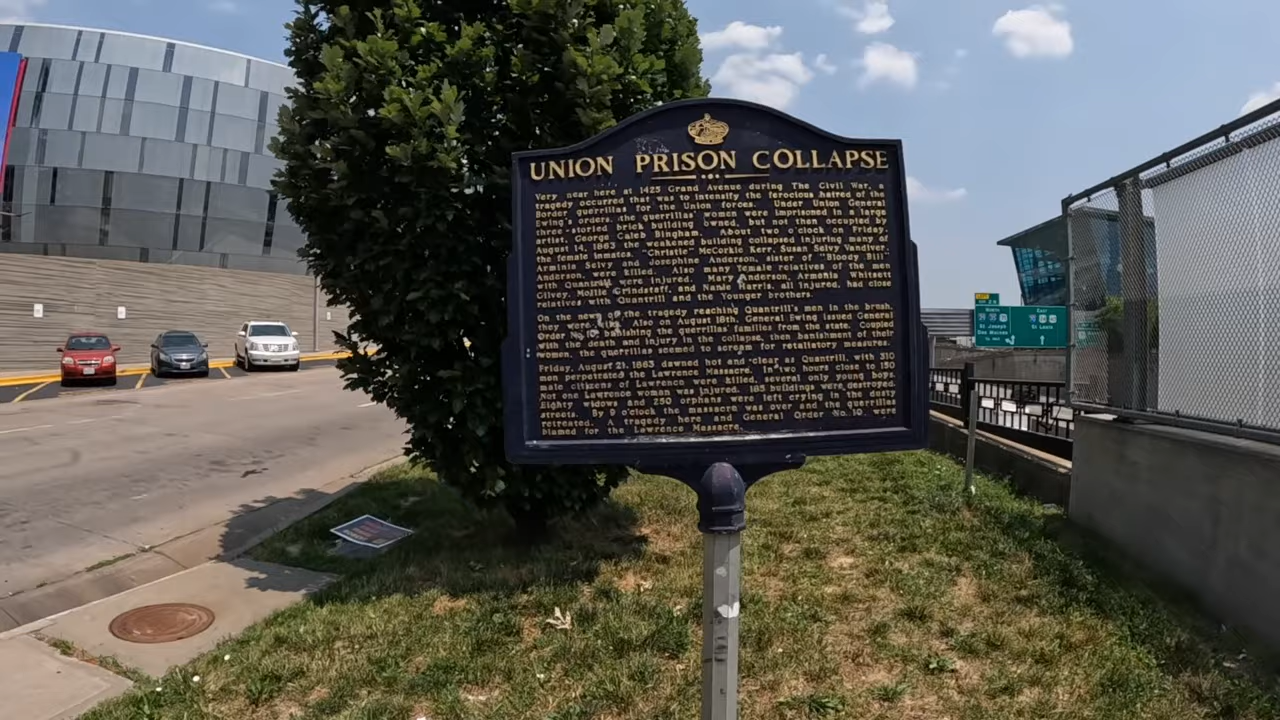 UNION PRISON COLLAPSE
Very near here at 1425 Grand Avenue during The Civil War, a
tragedy occurred that was to intensify the ferocious hatred of the
Border guerrillas for the Union forces. Under Union General
Ewing's orders, the guerrillas' women were imprisoned in a large
three-storied brick building owned, but not then occupied by
artist, George Caleb Bingham. About two o'clock on Friday,
August 14, 1863 the weakened building collapsed injuring many of
the female inmates. "Christie" McCorkle Kerr, Susan Selvy Vandiver,
Arminia Selvy and Josephine Anderson, sister of "Bloody Bill"
Anderson, were killed. Also many female relatives of the men
with Quantrill were injured. Mary Anderson, Armenia Whitsett
Gilvey, Mollie Grindstaff, and Nanie Harris, all injured, had close
relatives with Quantrill and the Younger brothers.
On the news of the tragedy reaching Quantrill's men in the brush,
they were Also on August 18th, General Ewing issued General
Order No. 10 banishing the guerrillas' families from the state. Coupled
with the death and injury in the collapse, then banishment of their
women, the guerrillas seemed to scream for retaliatory measures.
Friday, August 21, 1863 dawned hot and clear as Quantrill, with 310
men perpetrated the Lawrence Massacre. In two hours close to 150
male citizens of Lawrence were killed, several only young boys.
Not one Lawrence woman was injured. 185 buildings were destroyed.
Eighty widows and 250 orphans were left crying in the dusty
streets. By 9 o'clock the massacre was over and the guerrillas
retreated. A tragedy here and General Order No. 10 were
blamed for the Lawrence Massacre.
LEFT
NORTH
EAST
St. Joseph
Des Moines
St. Louis